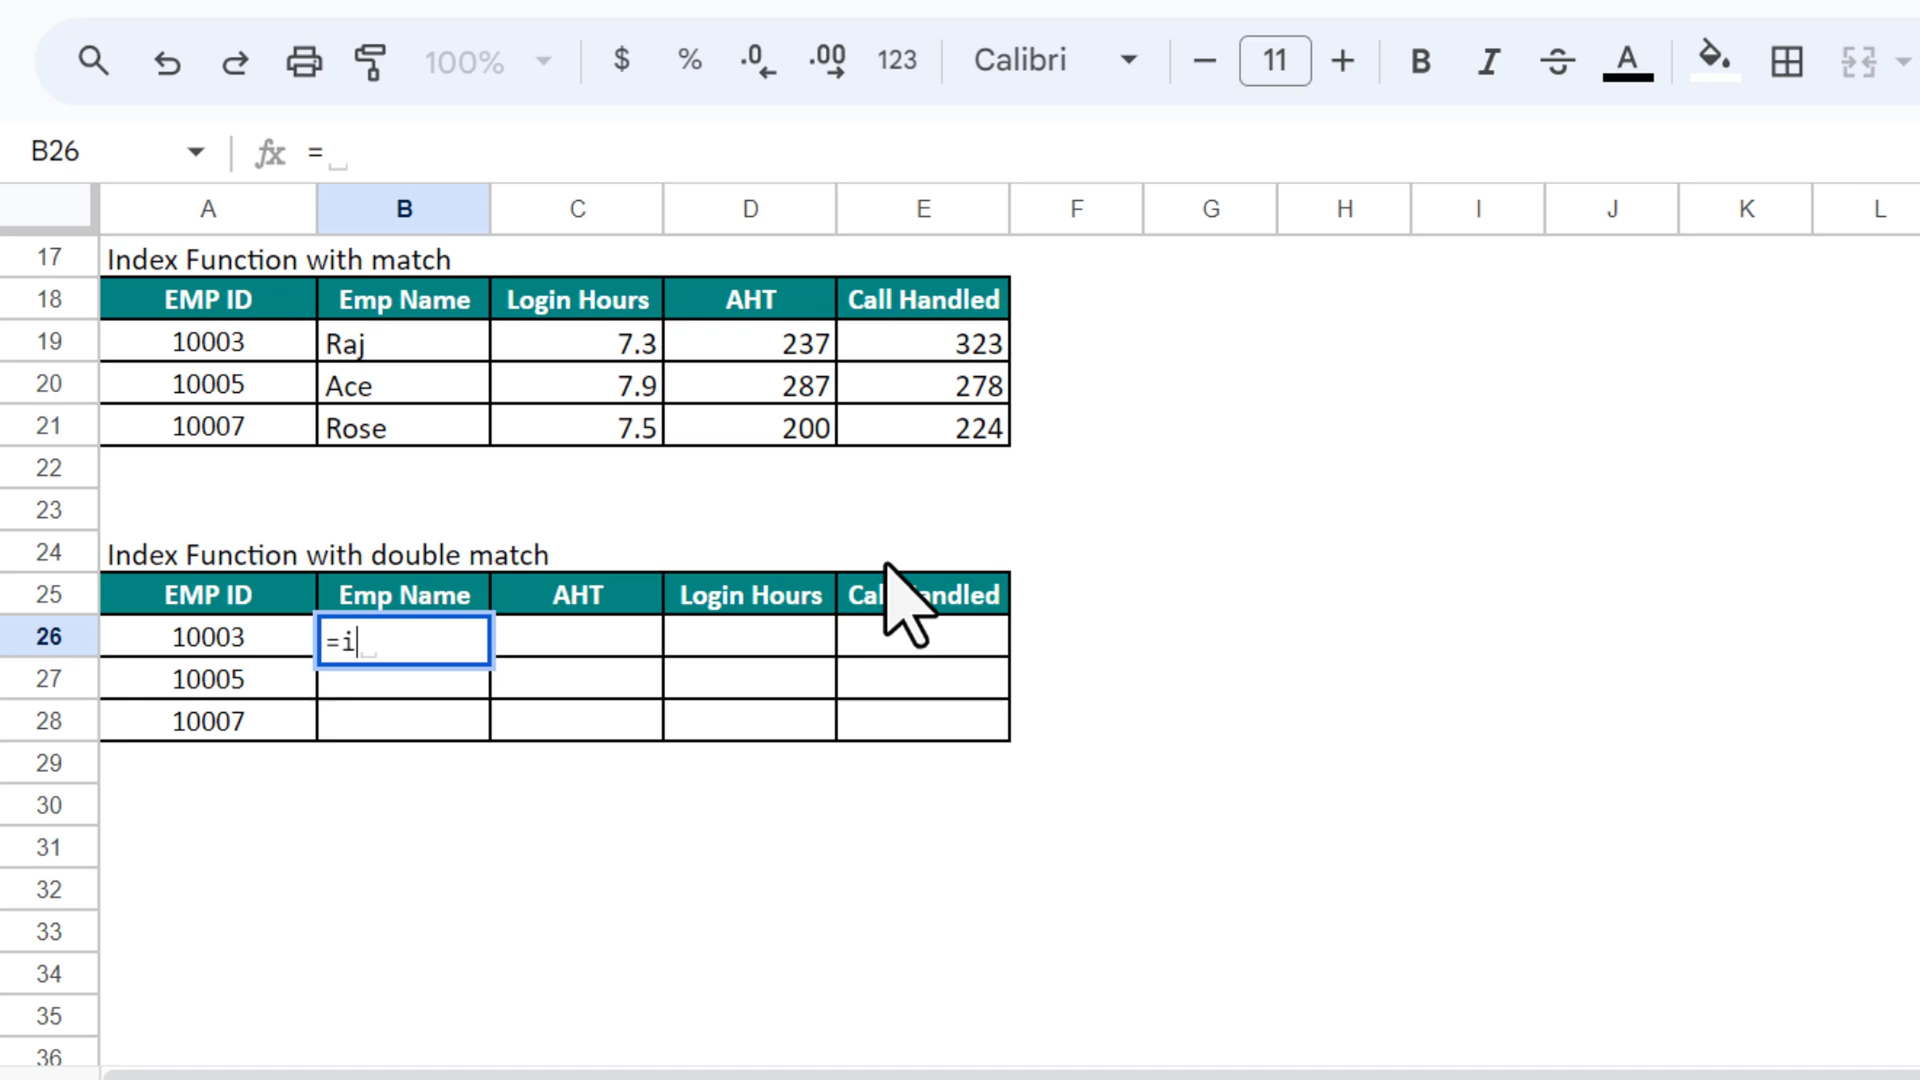 100% $ % .0 .00 123 Calibri 11 B I A
B26 fx =
A B C D E F G H I J K L
17 Index Function with match
18 EMP ID Emp Name Login Hours AHT Call Handled
19 10003 Raj 7.3 237 323
20 10005 Ace 7.9 287 278
21 10007 Rose 7.5 200 224
22
23
24 Index Function with double match
25 EMP ID Emp Name AHT Login Hours Call Handled
26 10003 =i
27 10005
28 10007
29
30
31
32
33
34
35
36